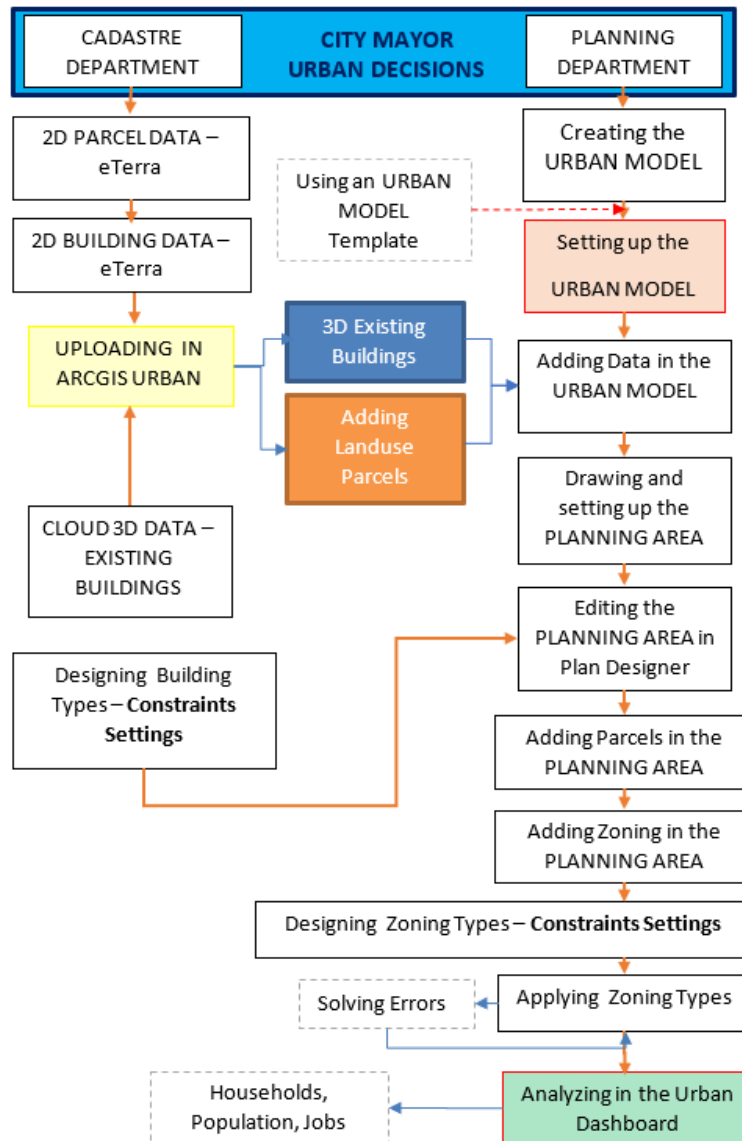 CADASTRE
DEPARTMENT
CITY MAYOR
URBAN DECISIONS
PLANNING
DEPARTMENT
2D PARCEL DATA –
eTerra
Creating the
URBAN MODEL
Using an URBAN
MODEL
Template
2D BUILDING DATA –
eTerra
Setting up the
URBAN MODEL
UPLOADING IN
ARCGIS URBAN
3D Existing
Buildings
Adding
Landuse
Parcels
Adding Data in the
URBAN MODEL
Drawing and
setting up the
PLANNING AREA
CLOUD 3D DATA –
EXISTING
BUILDINGS
Editing the
PLANNING AREA in
Plan Designer
Designing Building
Types – Constraints
Settings
Adding Parcels in the
PLANNING AREA
Adding Zoning in the
PLANNING AREA
Designing Zoning Types – Constraints Settings
Solving Errors
Applying Zoning Types
Households,
Population, Jobs
Analyzing in the Urban
Dashboard